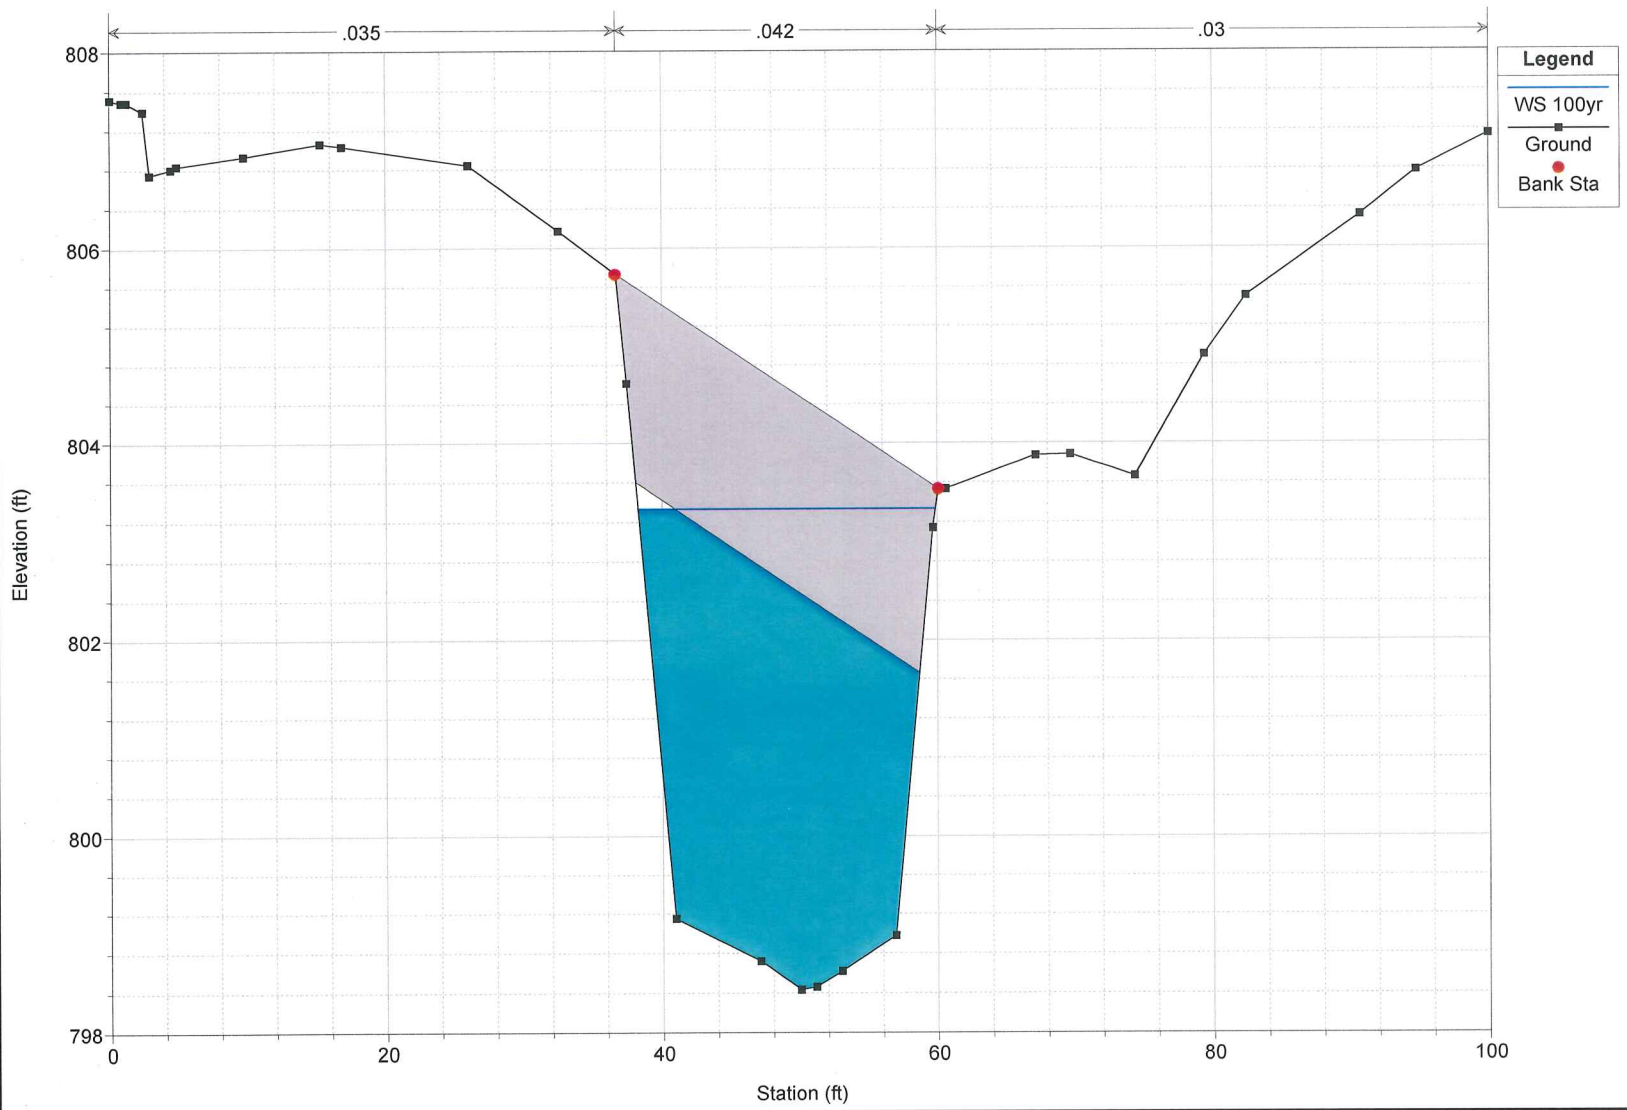 .035
.042
.03
808
806
804
802
800
798
Elevation (ft)
0
20
40
60
80
100
Station (ft)
Legend
WS 100yr
Ground
Bank Sta